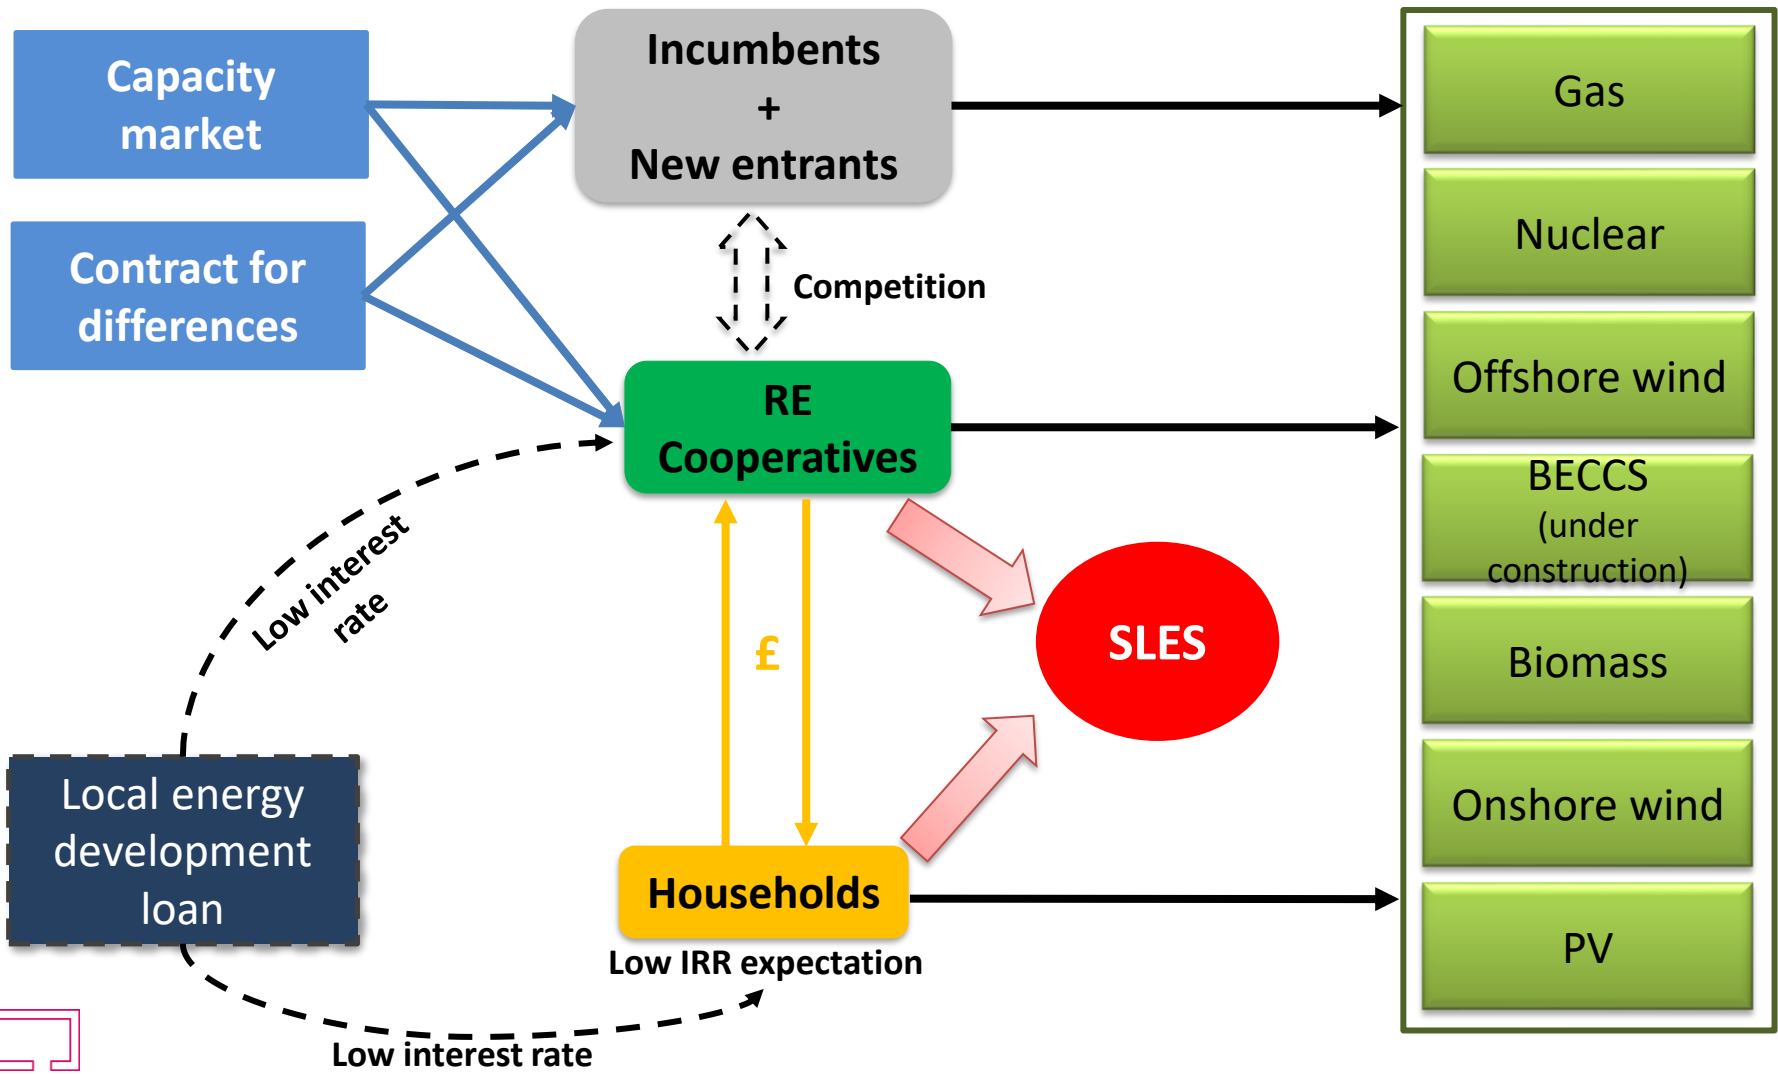 Capacity
market
Contract for
differences
Incumbents
+
New entrants
Competition
RE
Cooperatives
Low interest
rate
£
SLES
Local energy
development
loan
Households
Low IRR expectation
Low interest rate
Gas
Nuclear
Offshore wind
BECCS
(under
construction)
Biomass
Onshore wind
PV